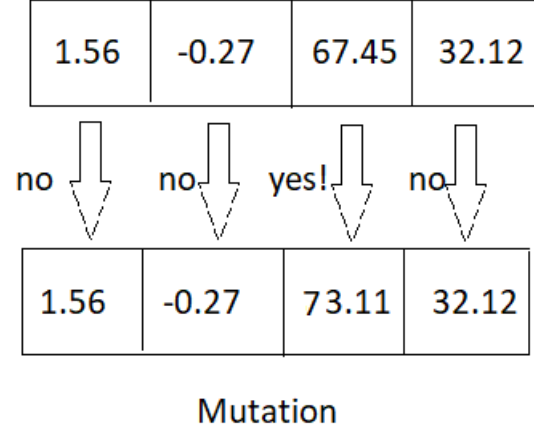 1.56 -0.27 67.45 32.12
no no yes! no
1.56 -0.27 73.11 32.12
Mutation